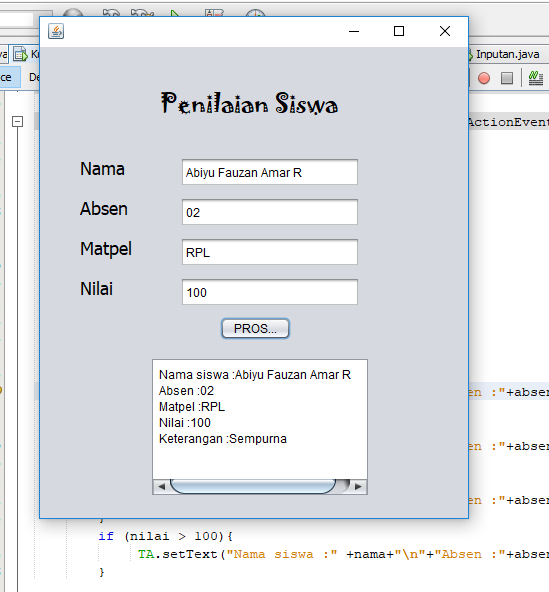 Inputan.java
ActionEvent
Penilaian Siswa
Nama
Abiyu Fauzan Amar R
Absen
02
Matpel
RPL
Nilai
100
PROS...
Nama siswa :Abiyu Fauzan Amar R
Absen :02
Matpel :RPL
Nilai :100
Keterangan :Sempurna
en :"+absen
en :"+absen
en :"+absen
}
if (nilai > 100){
TA.setText("Nama siswa :" +nama+"\n"+"Absen :"+absen
}